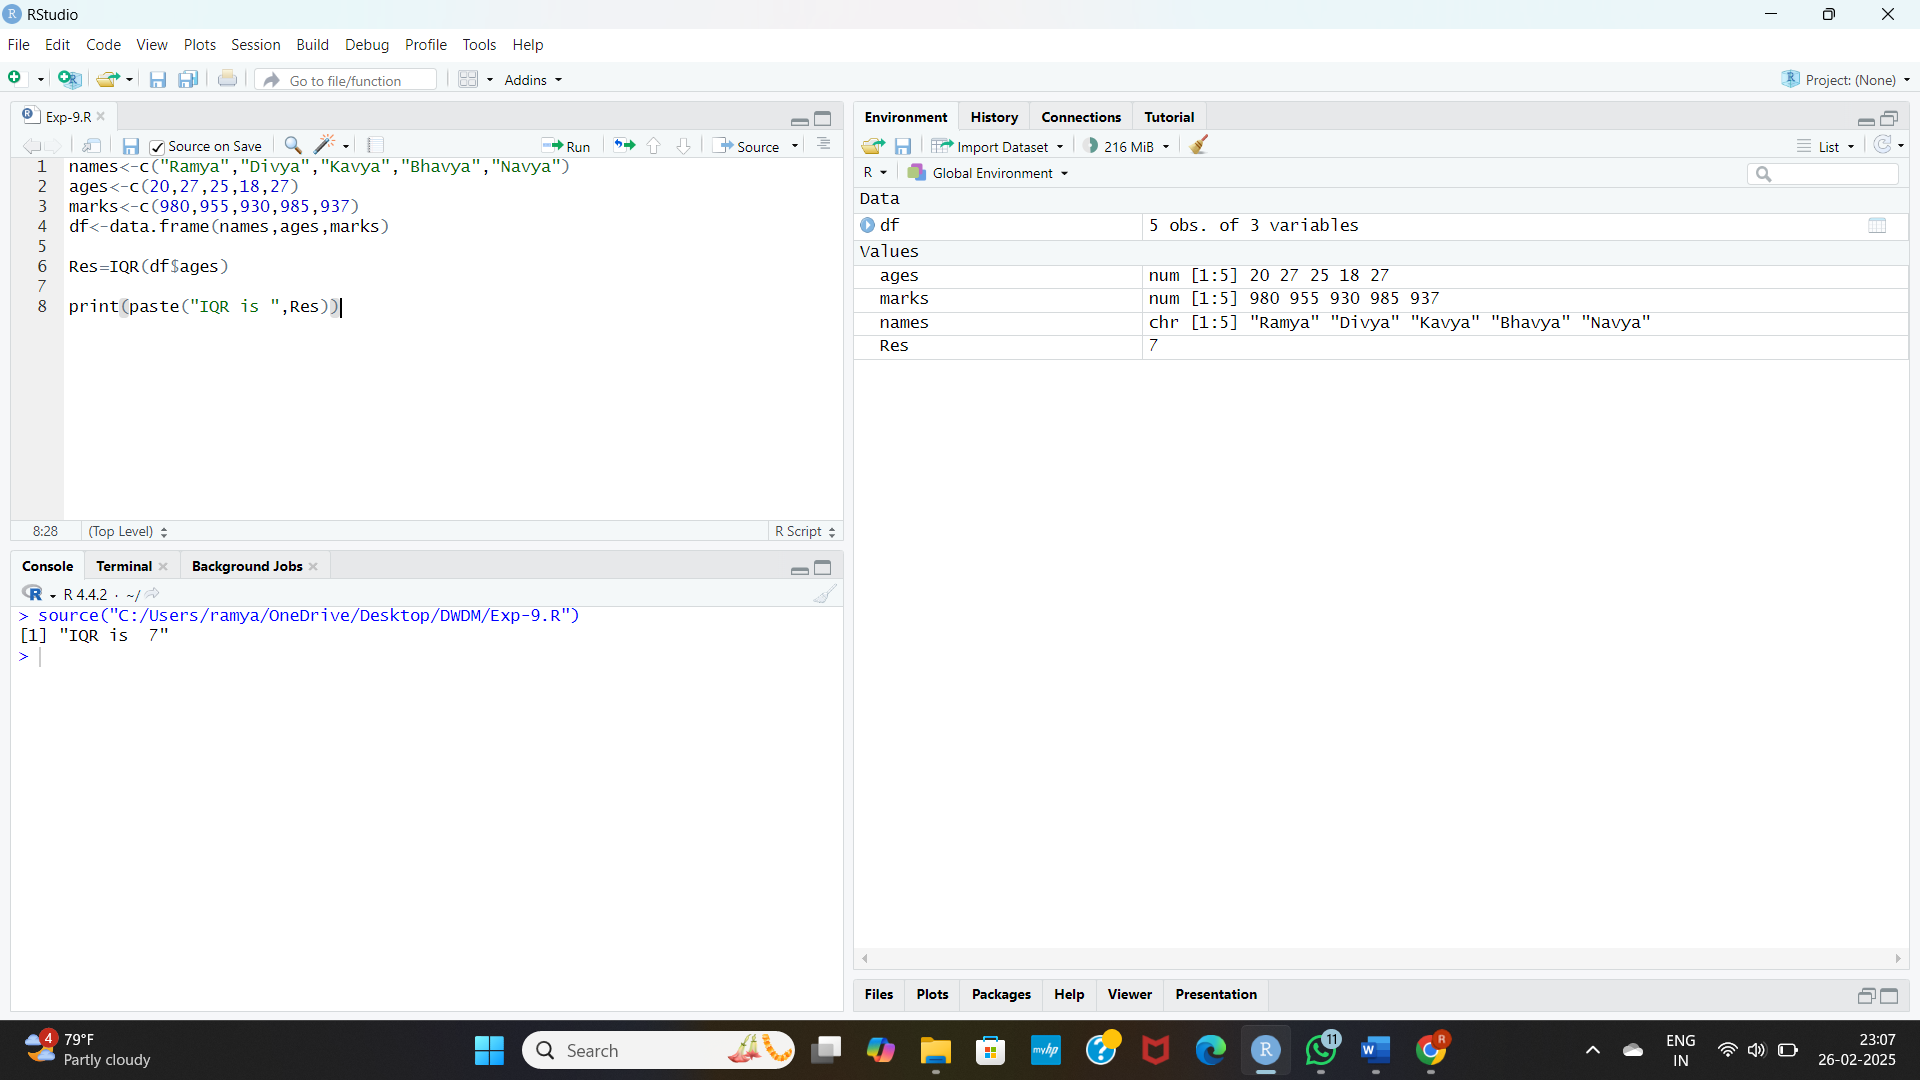 RStudio
File Edit Code View Plots Session Build Debug Profile Tools Help
Go to file/function Addins Project: (None)
Exp-9.R
Source on Save Run Source
1 names<-c("Ramya","Divya","Kavya","Bhavya","Navya")
2 ages<-c(20,27,25,18,27)
3 marks<-c(980,955,930,985,937)
4 df<-data.frame(names,ages,marks)
5
6 Res=IQR(df$ages)
7
8 print(paste("IQR is ",Res))
8:28 (Top Level) R Script
Console Terminal Background Jobs
R 4.4.2 · ~/
> source("C:/Users/ramya/OneDrive/Desktop/DWDM/Exp-9.R")
[1] "IQR is  7"
>
Environment History Connections Tutorial
Import Dataset 216 MiB List
R Global Environment
Data
df 5 obs. of 3 variables
Values
ages num [1:5] 20 27 25 18 27
marks num [1:5] 980 955 930 985 937
names chr [1:5] "Ramya" "Divya" "Kavya" "Bhavya" "Navya"
Res 7
Files Plots Packages Help Viewer Presentation
4 79°F
Partly cloudy
Search
myhp
11
R
ENG
IN
23:07
26-02-2025